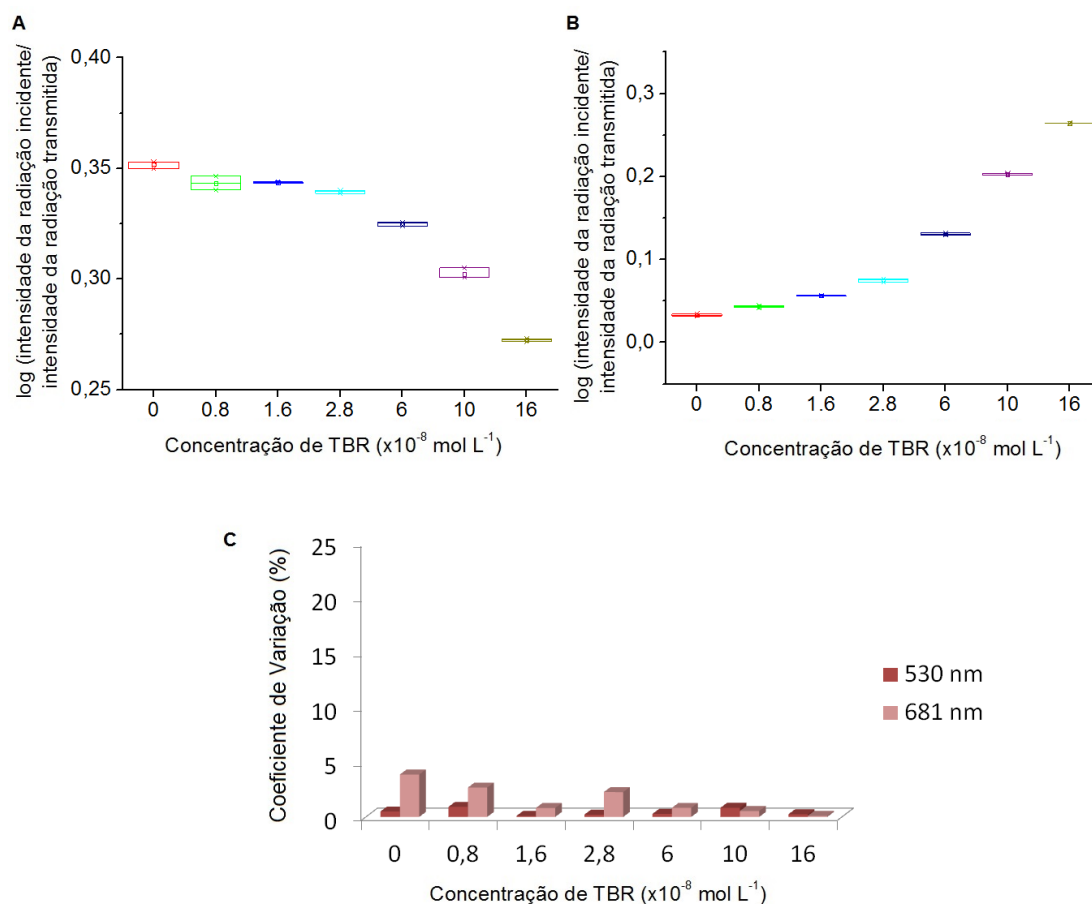 A
log (intensidade da radiação incidente/
intensidade da radiação transmitida)
0,40
0,35
0,30
0,25
0 0.8 1.6 2.8 6 10 16
Concentração de TBR (x10⁻⁸ mol L⁻¹)
B
log (intensidade da radiação incidente/
intensidade da radiação transmitida)
0,3
0,2
0,1
0,0
0 0.8 1.6 2.8 6 10 16
Concentração de TBR (x10⁻⁸ mol L⁻¹)
C
Coeficiente de Variação (%)
25
20
15
10
5
0
0 0,8 1,6 2,8 6 10 16
Concentração de TBR (x10⁻⁸ mol L⁻¹)
530 nm
681 nm